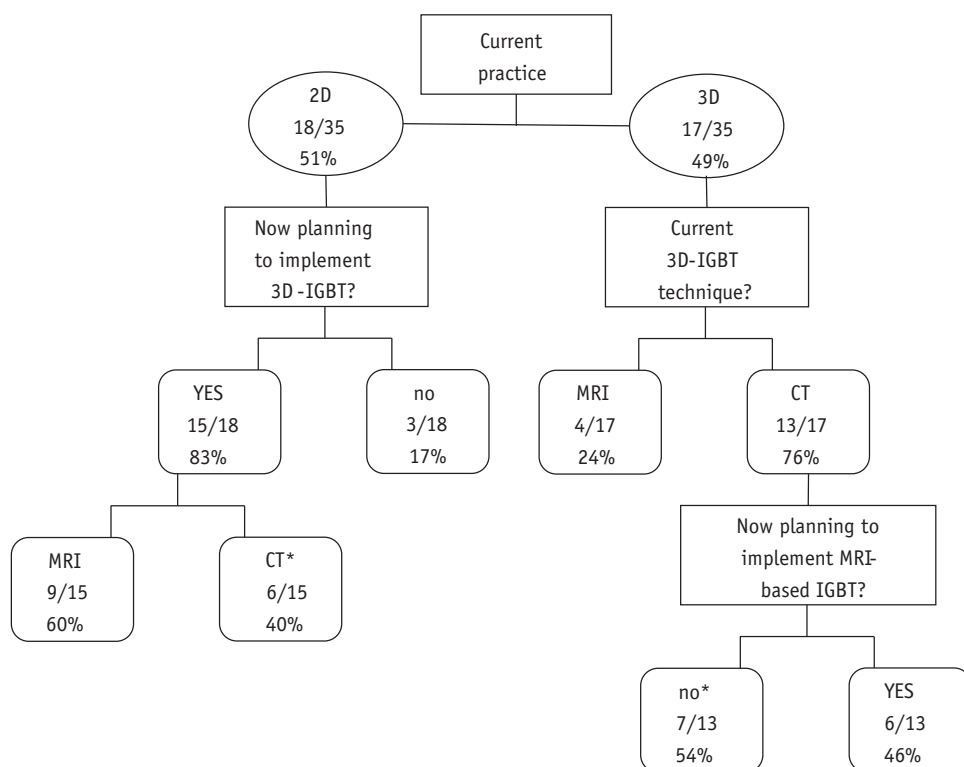 Current
practice
2D
18/35
51%
3D
17/35
49%
Now planning
to implement
3D -IGBT?
Current
3D-IGBT
technique?
YES
15/18
83%
no
3/18
17%
MRI
4/17
24%
CT
13/17
76%
MRI
9/15
60%
CT*
6/15
40%
Now planning to
implement MRI-
based IGBT?
no*
7/13
54%
YES
6/13
46%